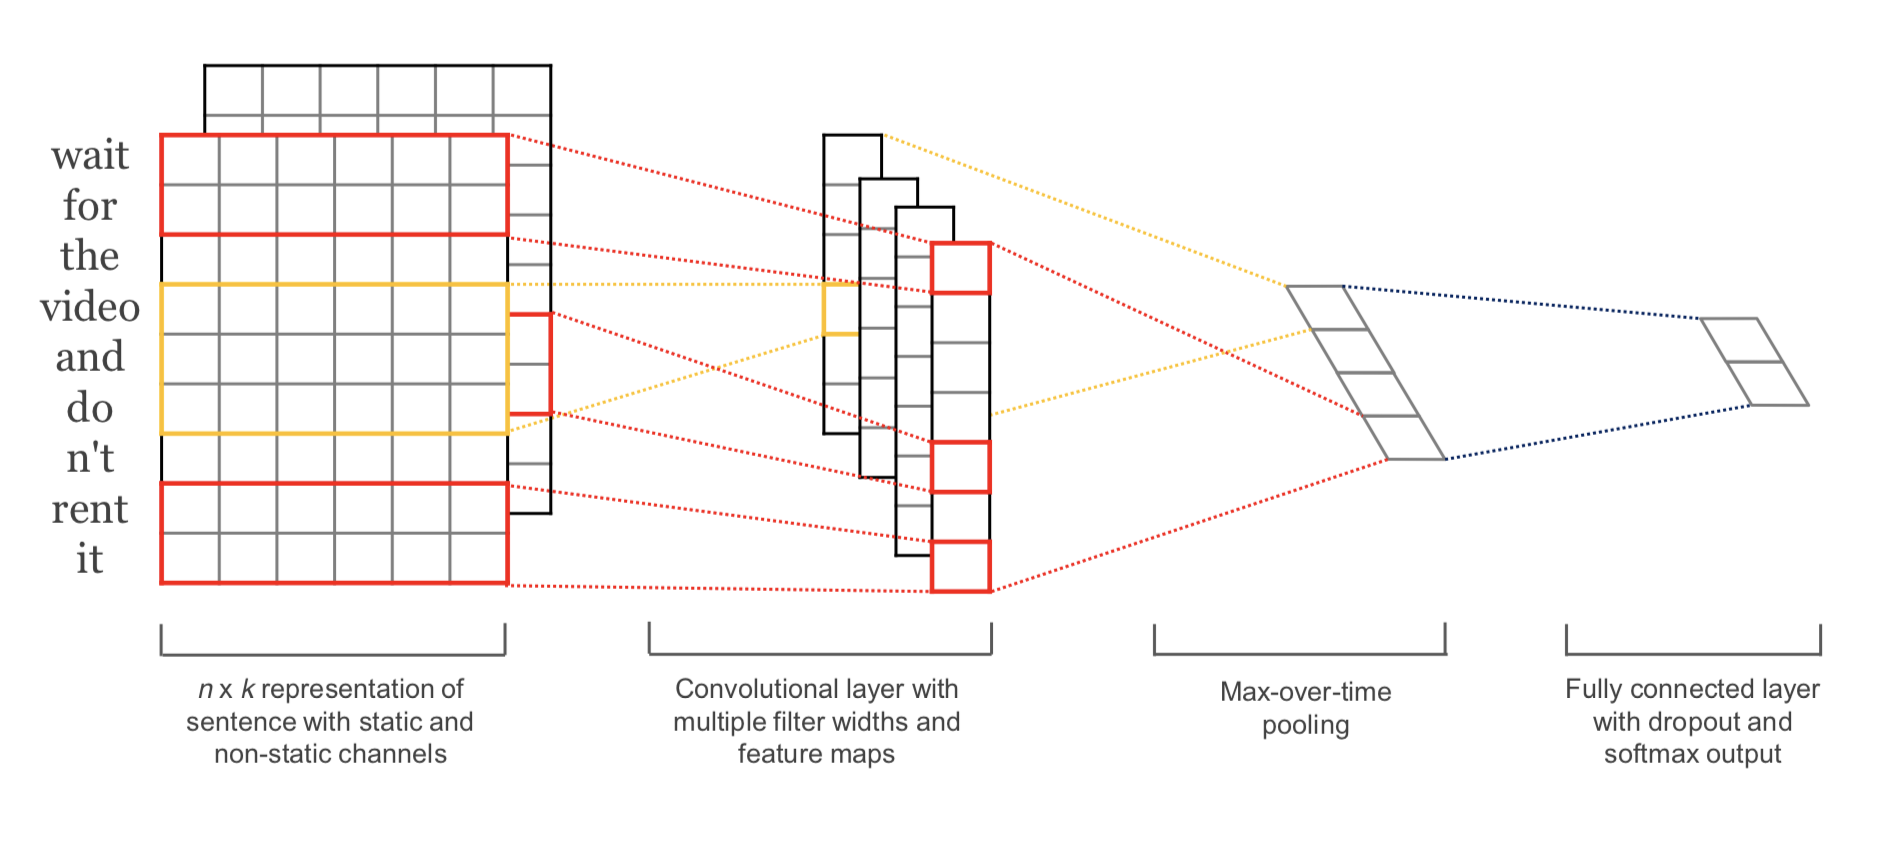 wait
for
the
video
and
do
n't
rent
it
n x k representation of
sentence with static and
non-static channels
Convolutional layer with
multiple filter widths and
feature maps
Max-over-time
pooling
Fully connected layer
with dropout and
softmax output